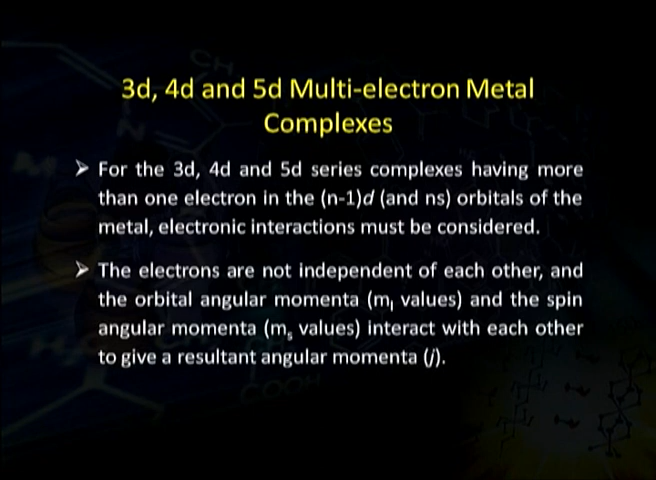 3d, 4d and 5d Multi-electron Metal
Complexes
➢ For the 3d, 4d and 5d series complexes having more
than one electron in the (n-1)d (and ns) orbitals of the
metal, electronic interactions must be considered.
➢ The electrons are not independent of each other, and
the orbital angular momenta (mₗ values) and the spin
angular momenta (mₛ values) interact with each other
to give a resultant angular momenta (j).